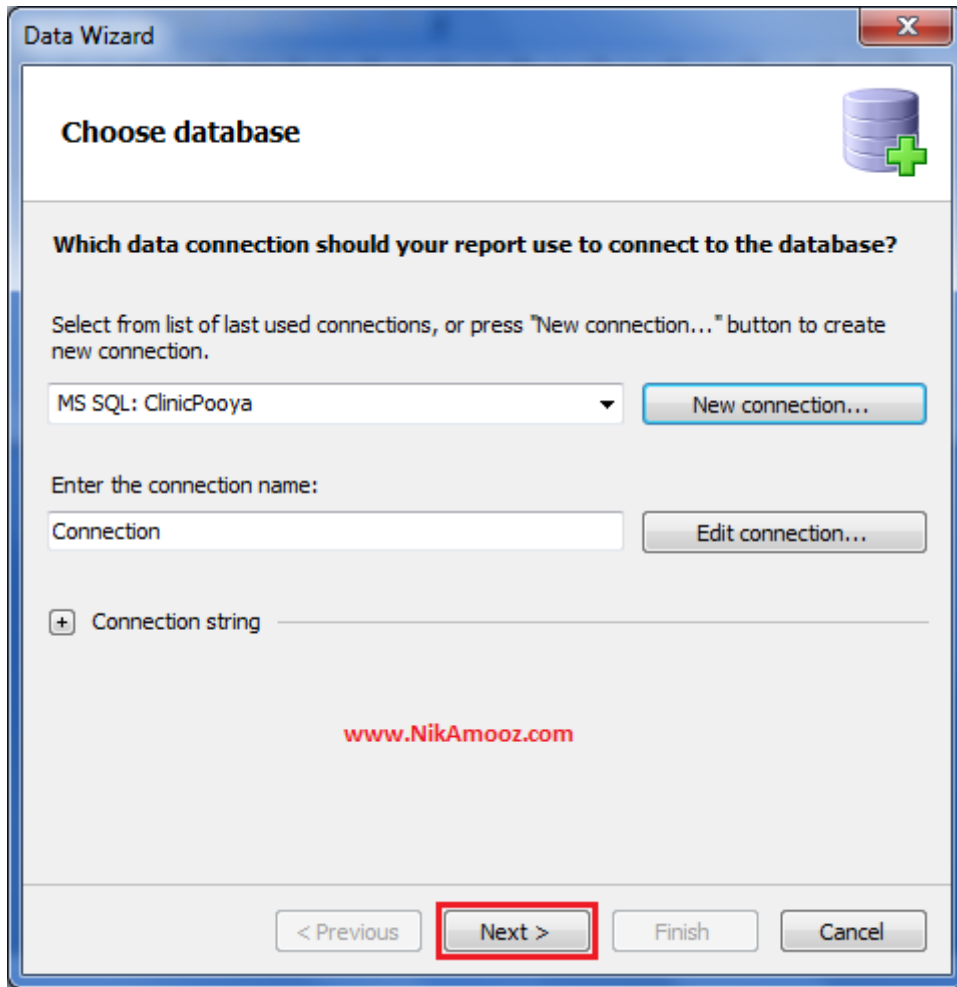 Data Wizard
Choose database
Which data connection should your report use to connect to the database?
Select from list of last used connections, or press "New connection..." button to create
new connection.
MS SQL: ClinicPooya
New connection...
Enter the connection name:
Connection
Edit connection...
Connection string
www.NikAmooz.com
< Previous
Next >
Finish
Cancel